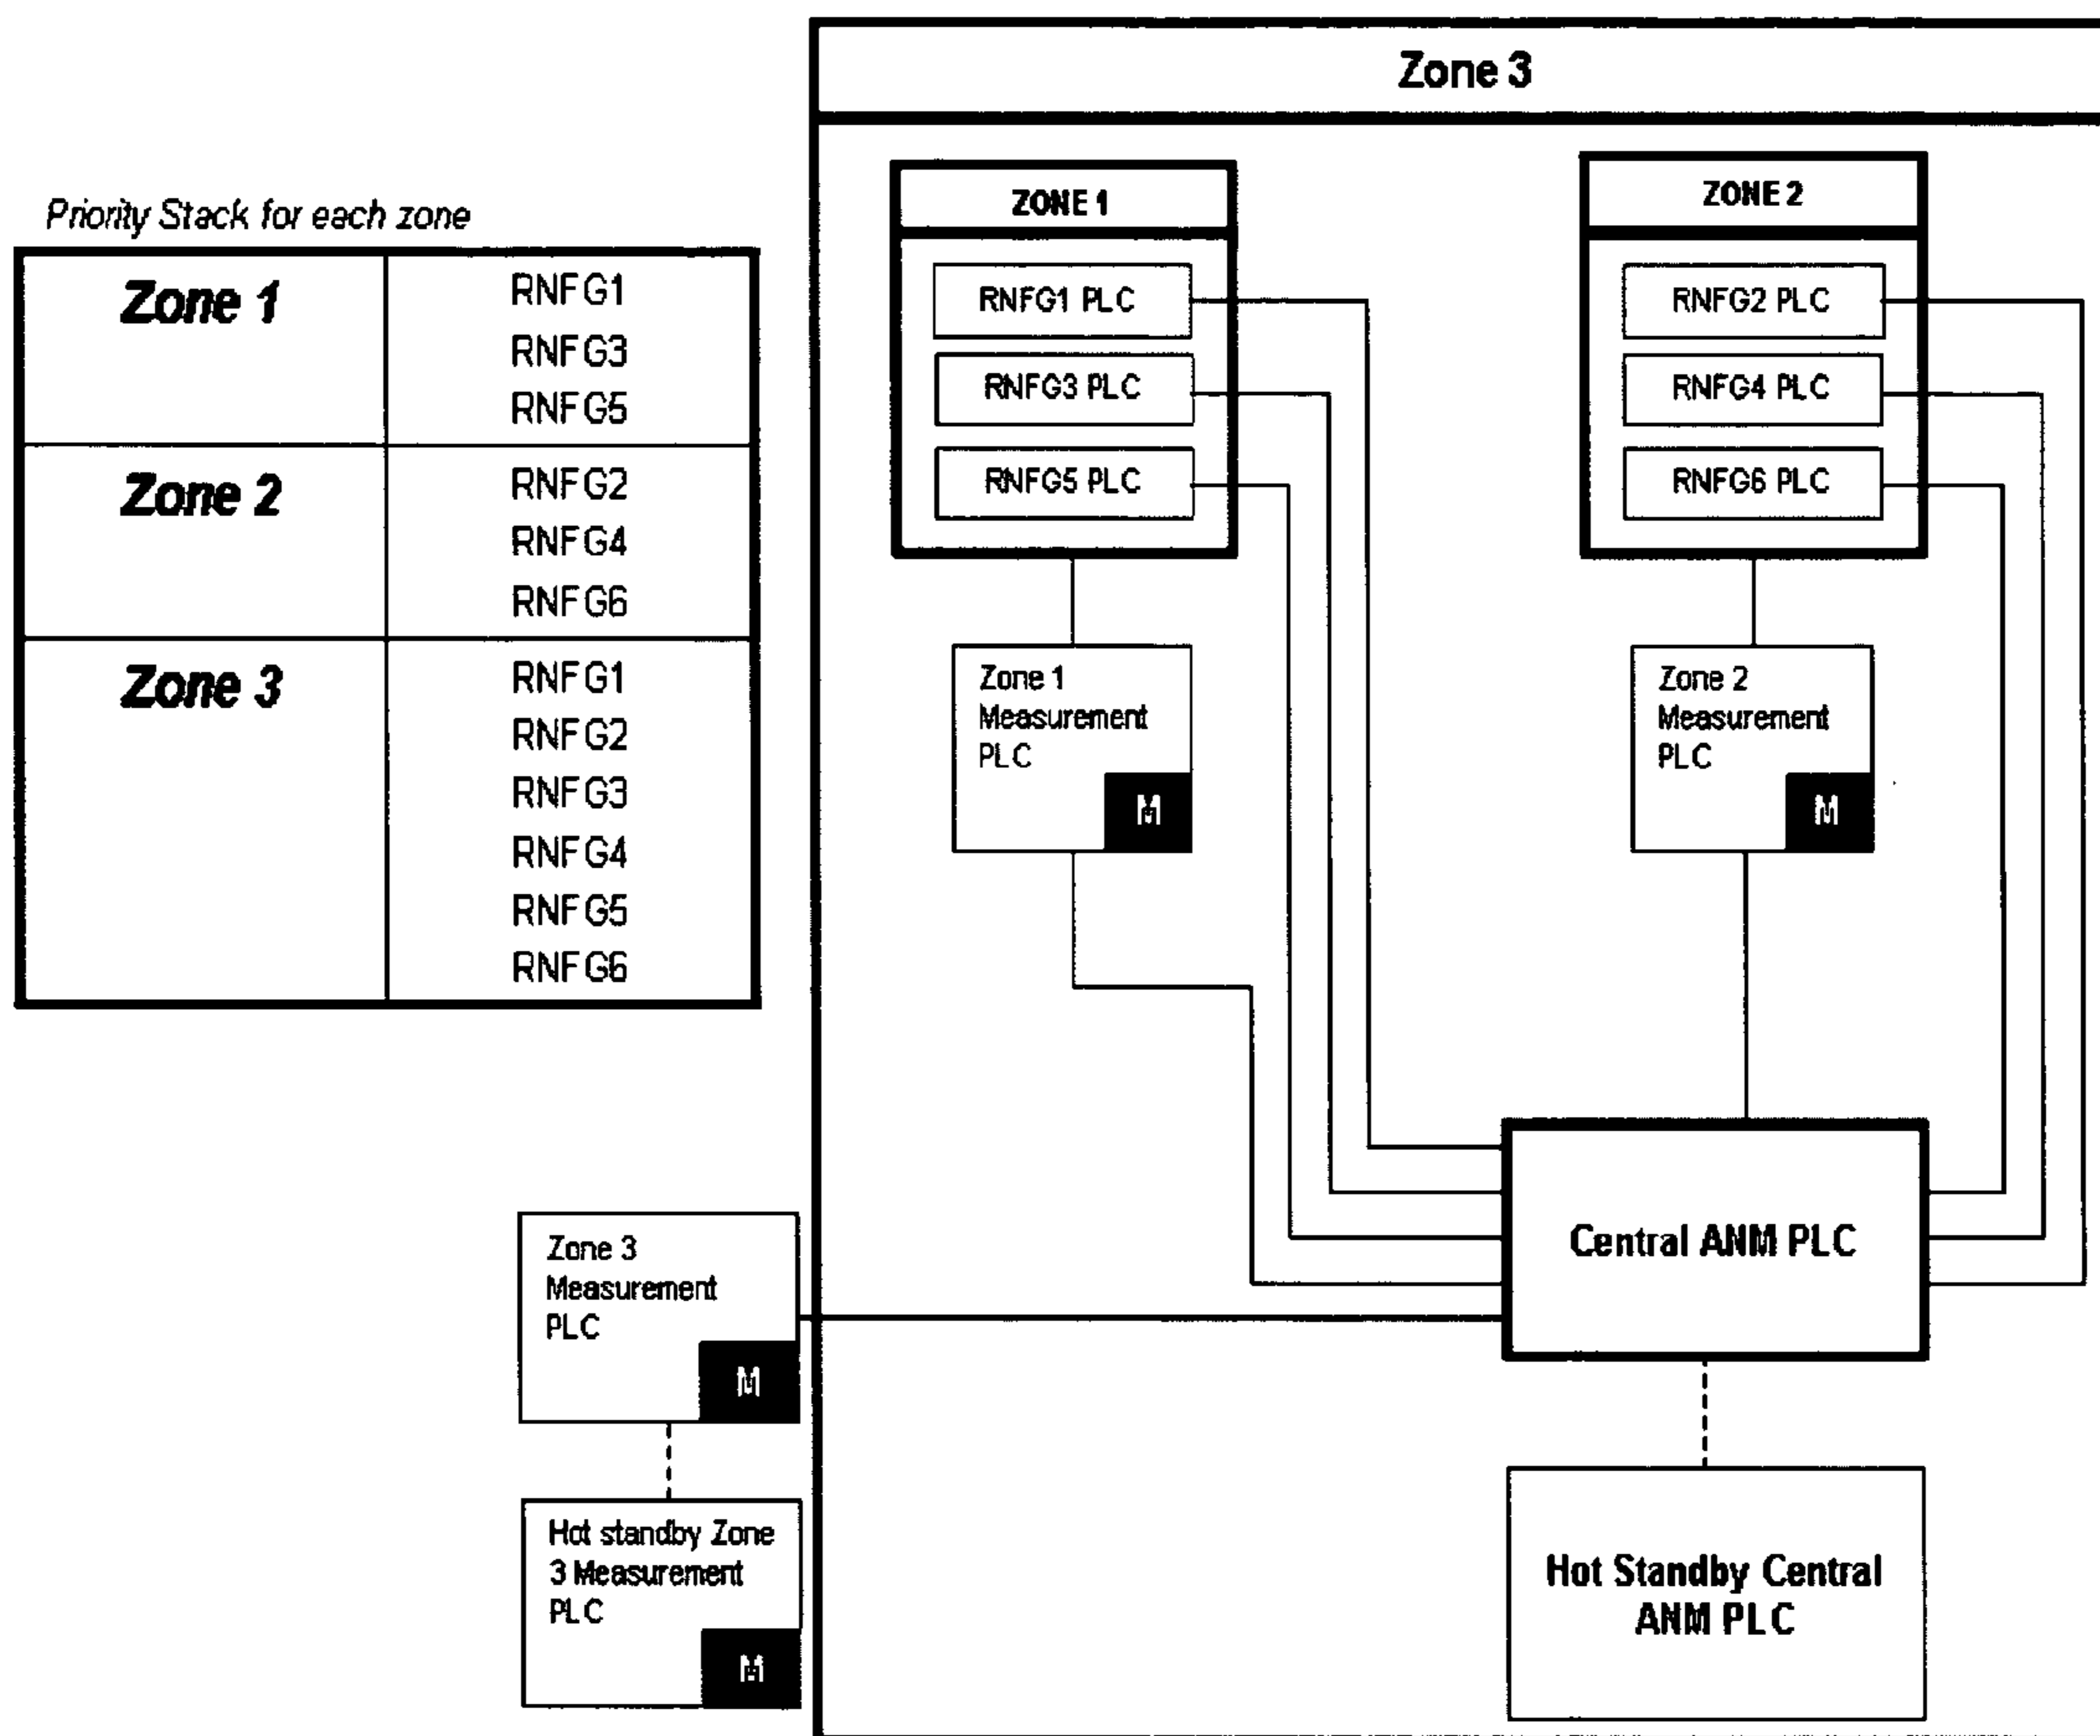 Zone 3
Priority Stack for each zone
Zone 1
RNFG1
RNFG3
RNFG5
Zone 2
RNFG2
RNFG4
RNFG6
Zone 3
RNFG1
RNFG2
RNFG3
RNFG4
RNFG5
RNFG6
ZONE 1
RNFG1 PLC
RNFG3 PLC
RNFG5 PLC
ZONE 2
RNFG2 PLC
RNFG4 PLC
RNFG6 PLC
Zone 1
Measurement
PLC
M
Zone 2
Measurement
PLC
M
Central ANM PLC
Zone 3
Measurement
PLC
M
Hot standby Zone
3 Measurement
PLC
M
Hot Standby Central
ANM PLC